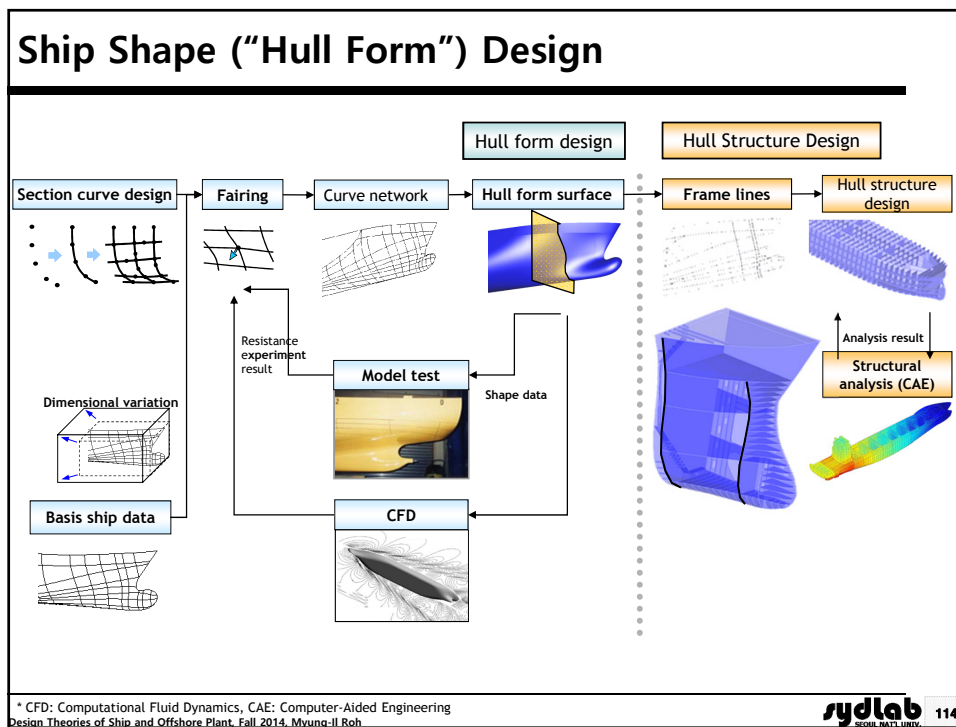 Ship Shape (“Hull Form”) Design
Hull form design
Hull Structure Design
Section curve design
Fairing
Curve network
Hull form surface
Frame lines
Hull structure
design
Resistance
experiment
result
Model test
Shape data
Analysis result
Structural
analysis (CAE)
Dimensional variation
Basis ship data
CFD
* CFD: Computational Fluid Dynamics, CAE: Computer-Aided Engineering
Design Theories of Ship and Offshore Plant, Fall 2014, Myung-Il Roh
sydlab
SEOUL NAT'L UNIV.
114